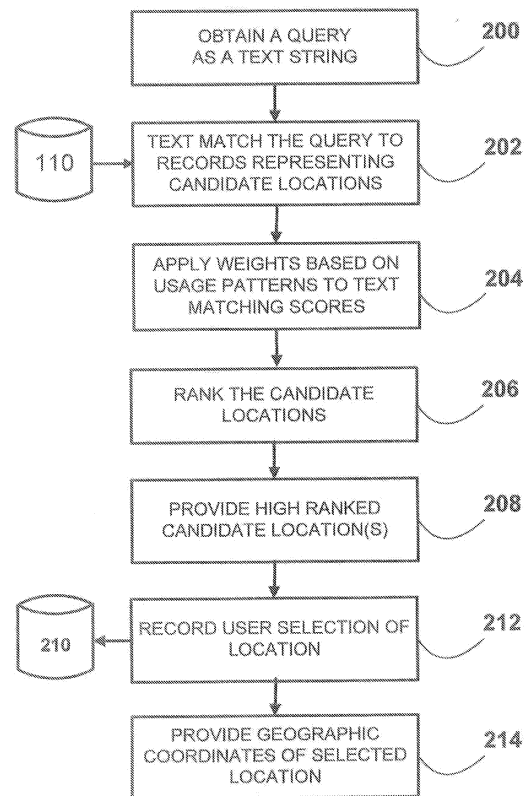 OBTAIN A QUERY
AS A TEXT STRING
200
110
TEXT MATCH THE QUERY TO
RECORDS REPRESENTING
CANDIDATE LOCATIONS
202
APPLY WEIGHTS BASED ON
USAGE PATTERNS TO TEXT
MATCHING SCORES
204
RANK THE CANDIDATE
LOCATIONS
206
PROVIDE HIGH RANKED
CANDIDATE LOCATION(S)
208
210
RECORD USER SELECTION OF
LOCATION
212
PROVIDE GEOGRAPHIC
COORDINATES OF SELECTED
LOCATION
214